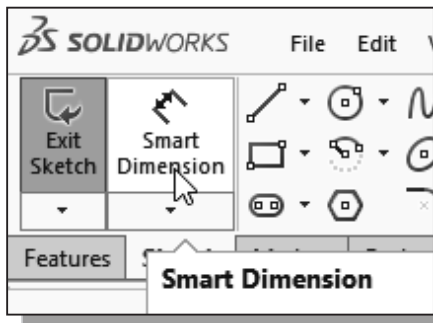 SOLIDWORKS File Edit
Exit Sketch
Smart Dimension
Features
Smart Dimension